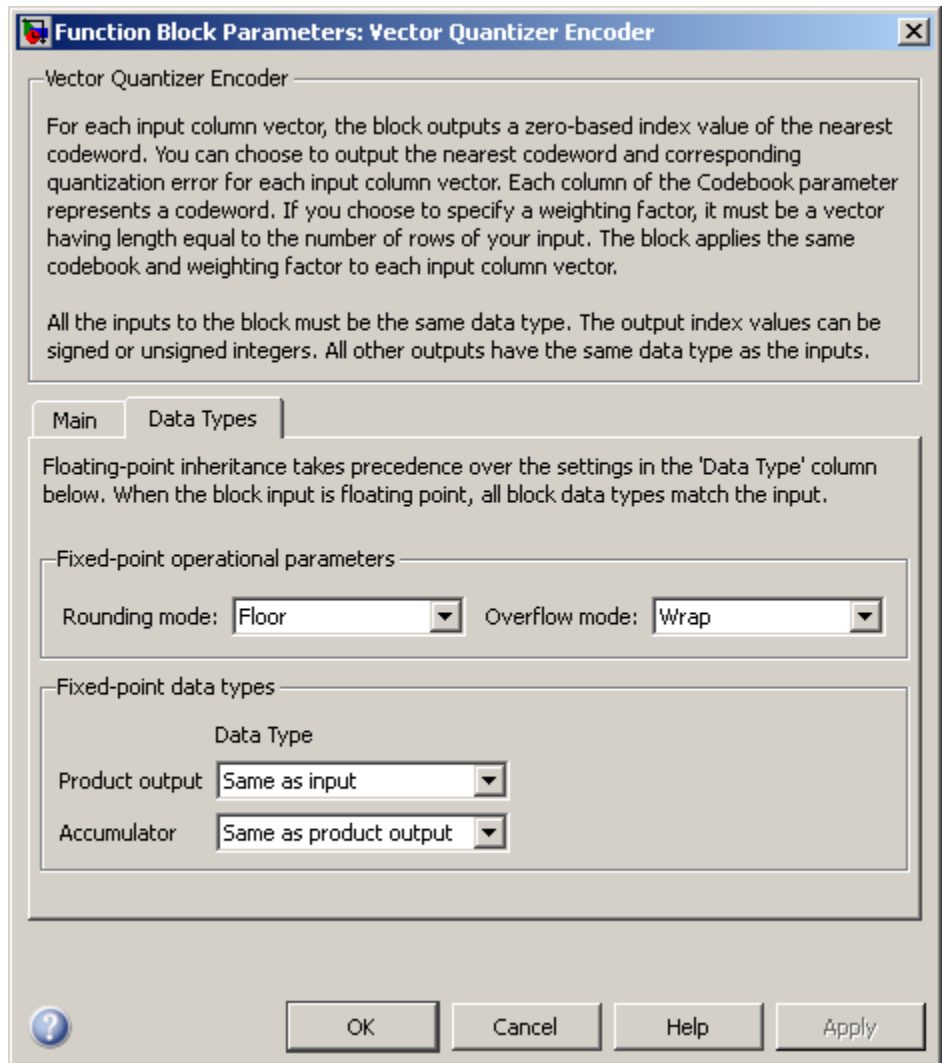 Function Block Parameters: Vector Quantizer Encoder
Vector Quantizer Encoder
For each input column vector, the block outputs a zero-based index value of the nearest
codeword. You can choose to output the nearest codeword and corresponding
quantization error for each input column vector. Each column of the Codebook parameter
represents a codeword. If you choose to specify a weighting factor, it must be a vector
having length equal to the number of rows of your input. The block applies the same
codebook and weighting factor to each input column vector.
All the inputs to the block must be the same data type. The output index values can be
signed or unsigned integers. All other outputs have the same data type as the inputs.
Main Data Types
Floating-point inheritance takes precedence over the settings in the 'Data Type' column
below. When the block input is floating point, all block data types match the input.
Fixed-point operational parameters
Rounding mode: Floor Overflow mode: Wrap
Fixed-point data types
Data Type
Product output Same as input
Accumulator Same as product output
OK Cancel Help Apply